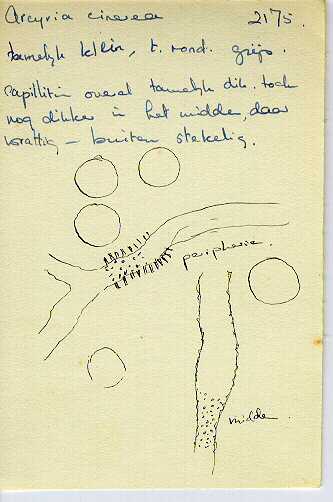 Arcyria cinerea 2175.
tamelijk klein, t. rond. grijs.
capillitium overal tamelijk dik. toch
nog dikker in het midden, daar
wrattig – buiten stekelig.
peripherie.
midden.